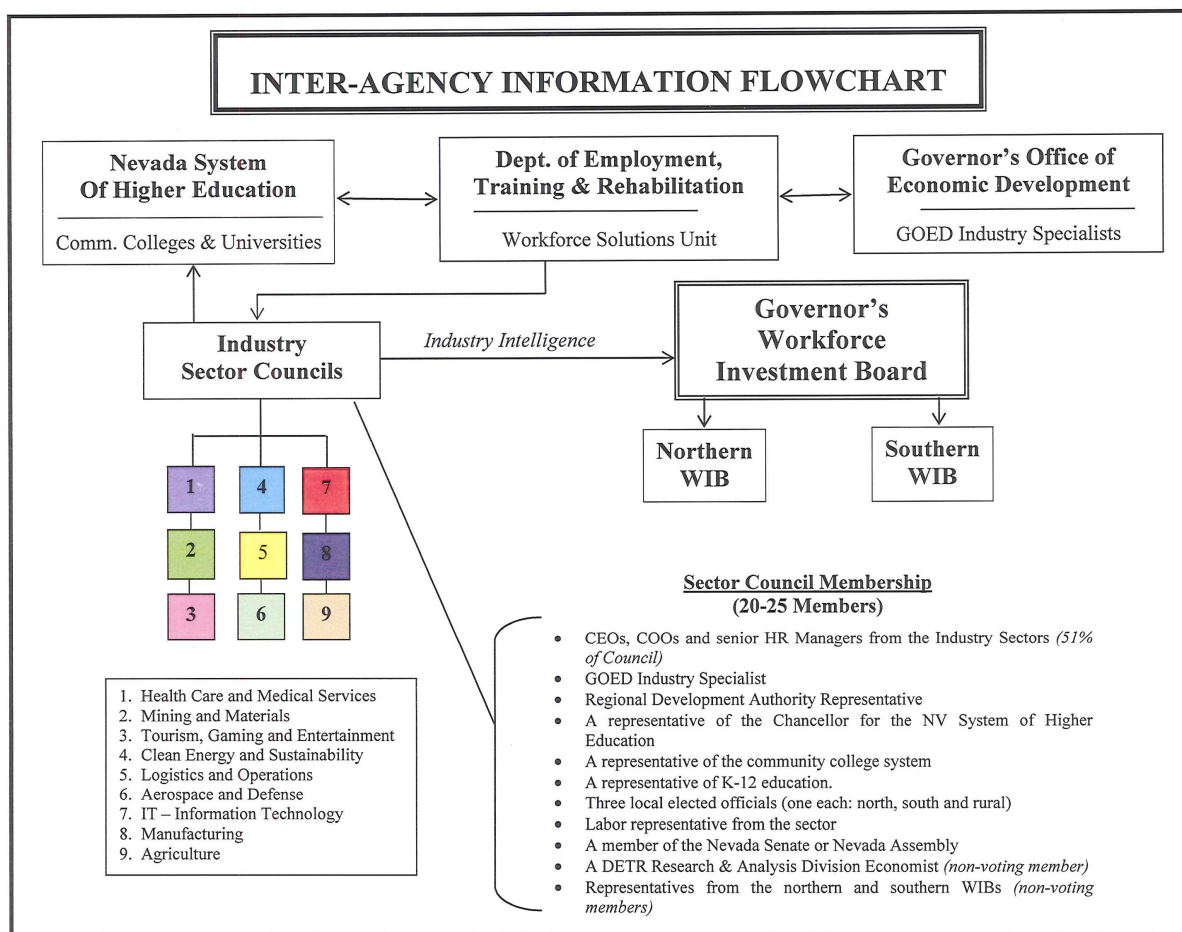 INTER-AGENCY INFORMATION FLOWCHART
Nevada System
Of Higher Education
Comm. Colleges & Universities
Dept. of Employment,
Training & Rehabilitation
Workforce Solutions Unit
Governor's Office of
Economic Development
GOED Industry Specialists
Industry
Sector Councils
Industry Intelligence
Governor's
Workforce
Investment Board
Northern
WIB
Southern
WIB
1
4
7
2
5
8
3
6
9
1. Health Care and Medical Services
2. Mining and Materials
3. Tourism, Gaming and Entertainment
4. Clean Energy and Sustainability
5. Logistics and Operations
6. Aerospace and Defense
7. IT – Information Technology
8. Manufacturing
9. Agriculture
Sector Council Membership
(20-25 Members)
• CEOs, COOs and senior HR Managers from the Industry Sectors (51%
of Council)
• GOED Industry Specialist
• Regional Development Authority Representative
• A representative of the Chancellor for the NV System of Higher
Education
• A representative of the community college system
• A representative of K-12 education.
• Three local elected officials (one each: north, south and rural)
• Labor representative from the sector
• A member of the Nevada Senate or Nevada Assembly
• A DETR Research & Analysis Division Economist (non-voting member)
• Representatives from the northern and southern WIBs (non-voting
members)